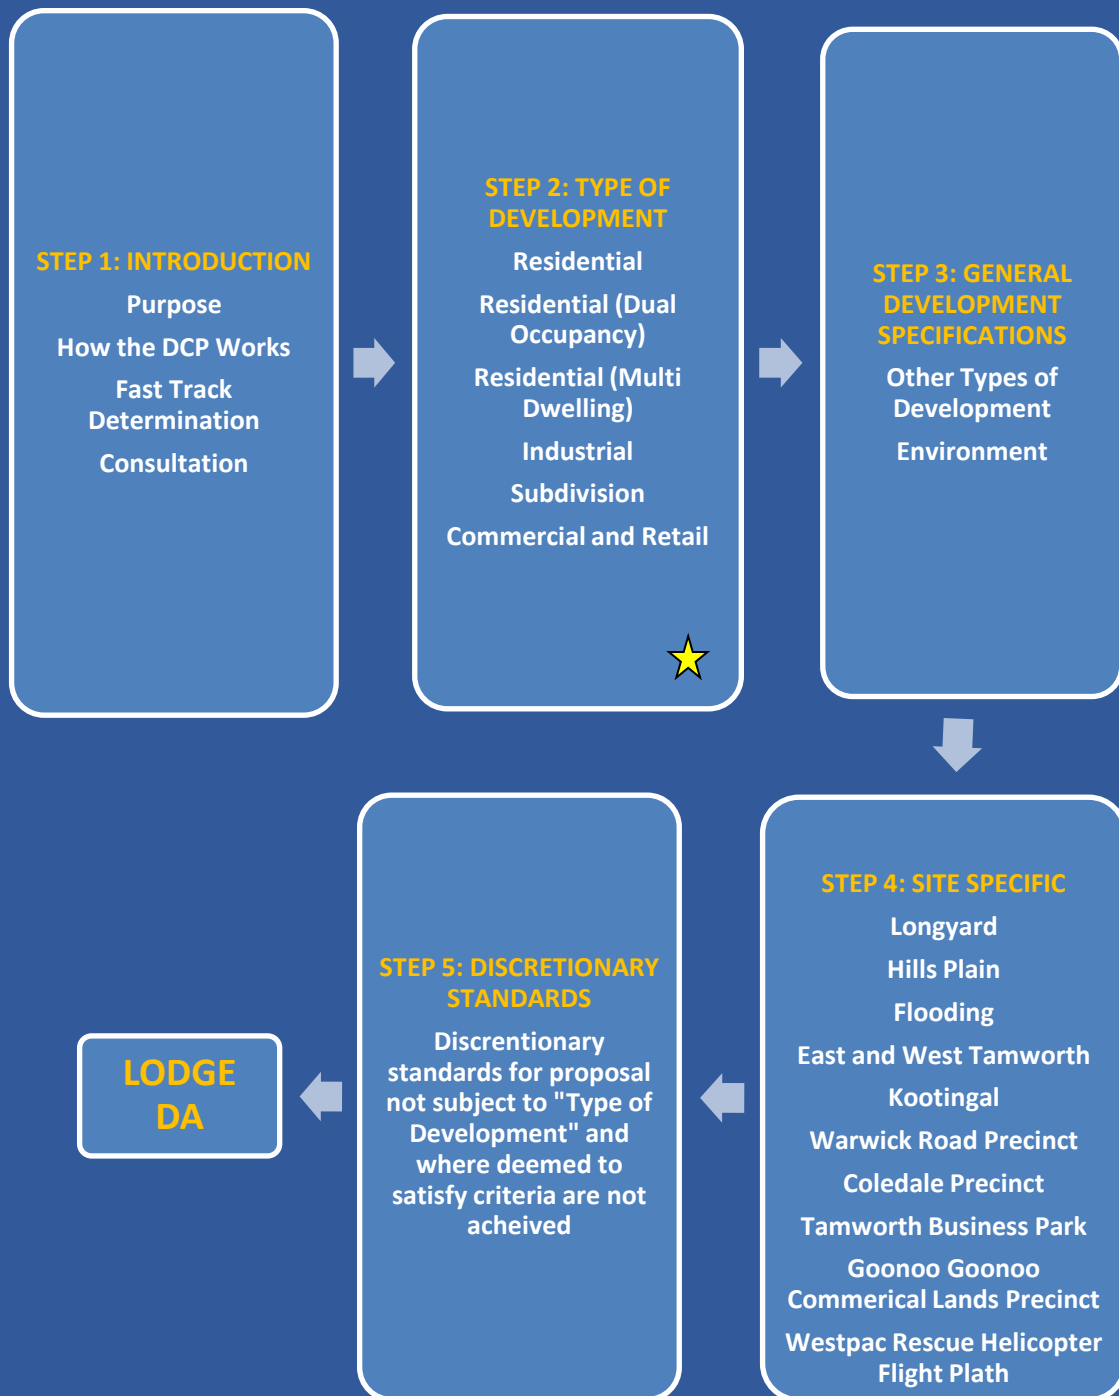 STEP 1: INTRODUCTION
Purpose
How the DCP Works
Fast Track
Determination
Consultation
STEP 2: TYPE OF
DEVELOPMENT
Residential
Residential (Dual
Occupancy)
Residential (Multi
Dwelling)
Industrial
Subdivision
Commercial and Retail
STEP 3: GENERAL
DEVELOPMENT
SPECIFICATIONS
Other Types of
Development
Environment
STEP 4: SITE SPECIFIC
Longyard
Hills Plain
Flooding
East and West Tamworth
Kootingal
Warwick Road Precinct
Coledale Precinct
Tamworth Business Park
Goonoo Goonoo
Commerical Lands Precinct
Westpac Rescue Helicopter
Flight Plath
STEP 5: DISCRETIONARY
STANDARDS
Discrentionary
standards for proposal
not subject to "Type of
Development" and
where deemed to
satisfy criteria are not
acheived
LODGE
DA